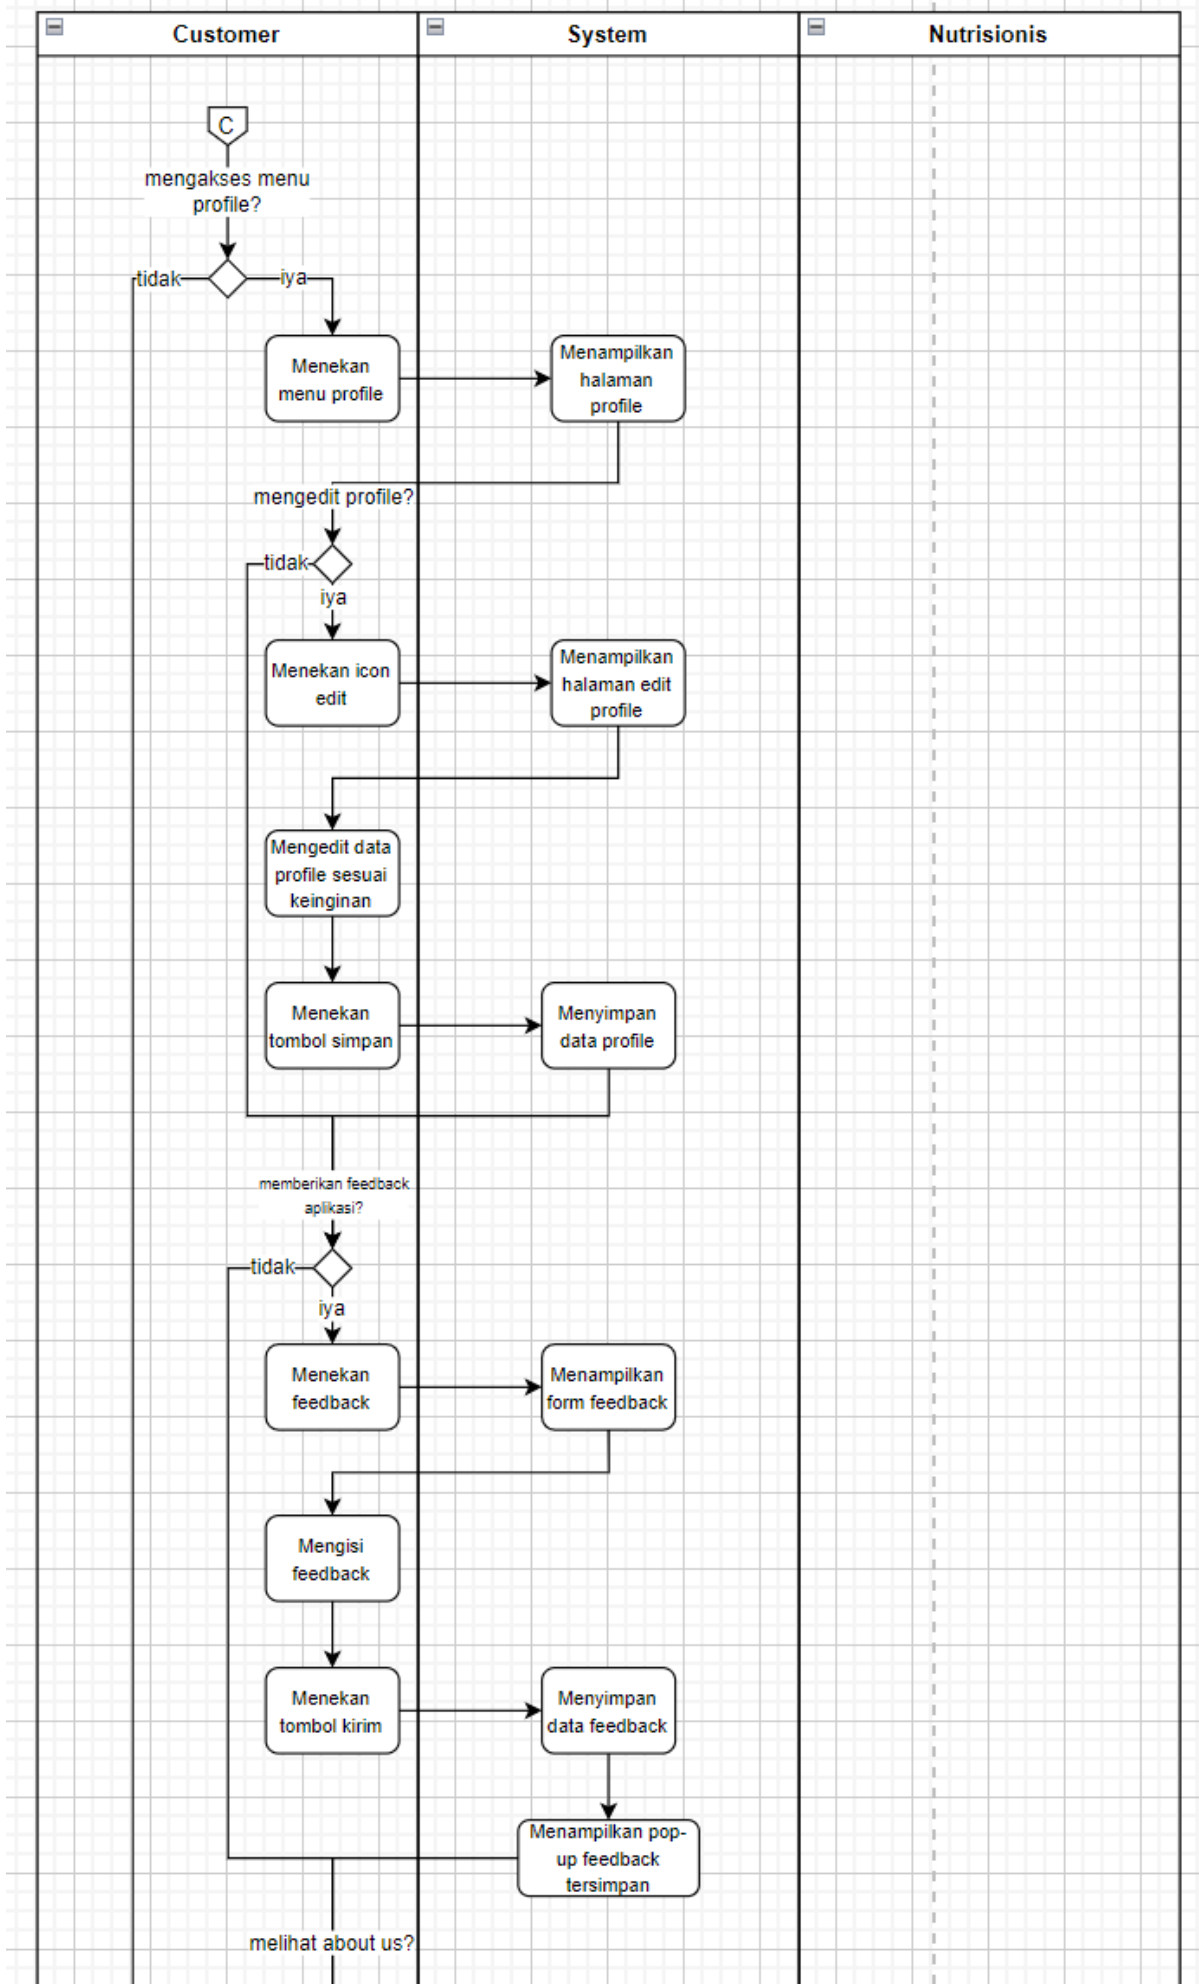 Customer
System
Nutrisionis
C
mengakses menu
profile?
tidak
iya
Menekan
menu profile
Menampilkan
halaman
profile
mengedit profile?
tidak
iya
Menekan icon
edit
Menampilkan
halaman edit
profile
Mengedit data
profile sesuai
keinginan
Menekan
tombol simpan
Menyimpan
data profile
memberikan feedback
aplikasi?
tidak
iya
Menekan
feedback
Menampilkan
form feedback
Mengisi
feedback
Menekan
tombol kirim
Menyimpan
data feedback
Menampilkan pop-
up feedback
tersimpan
melihat about us?